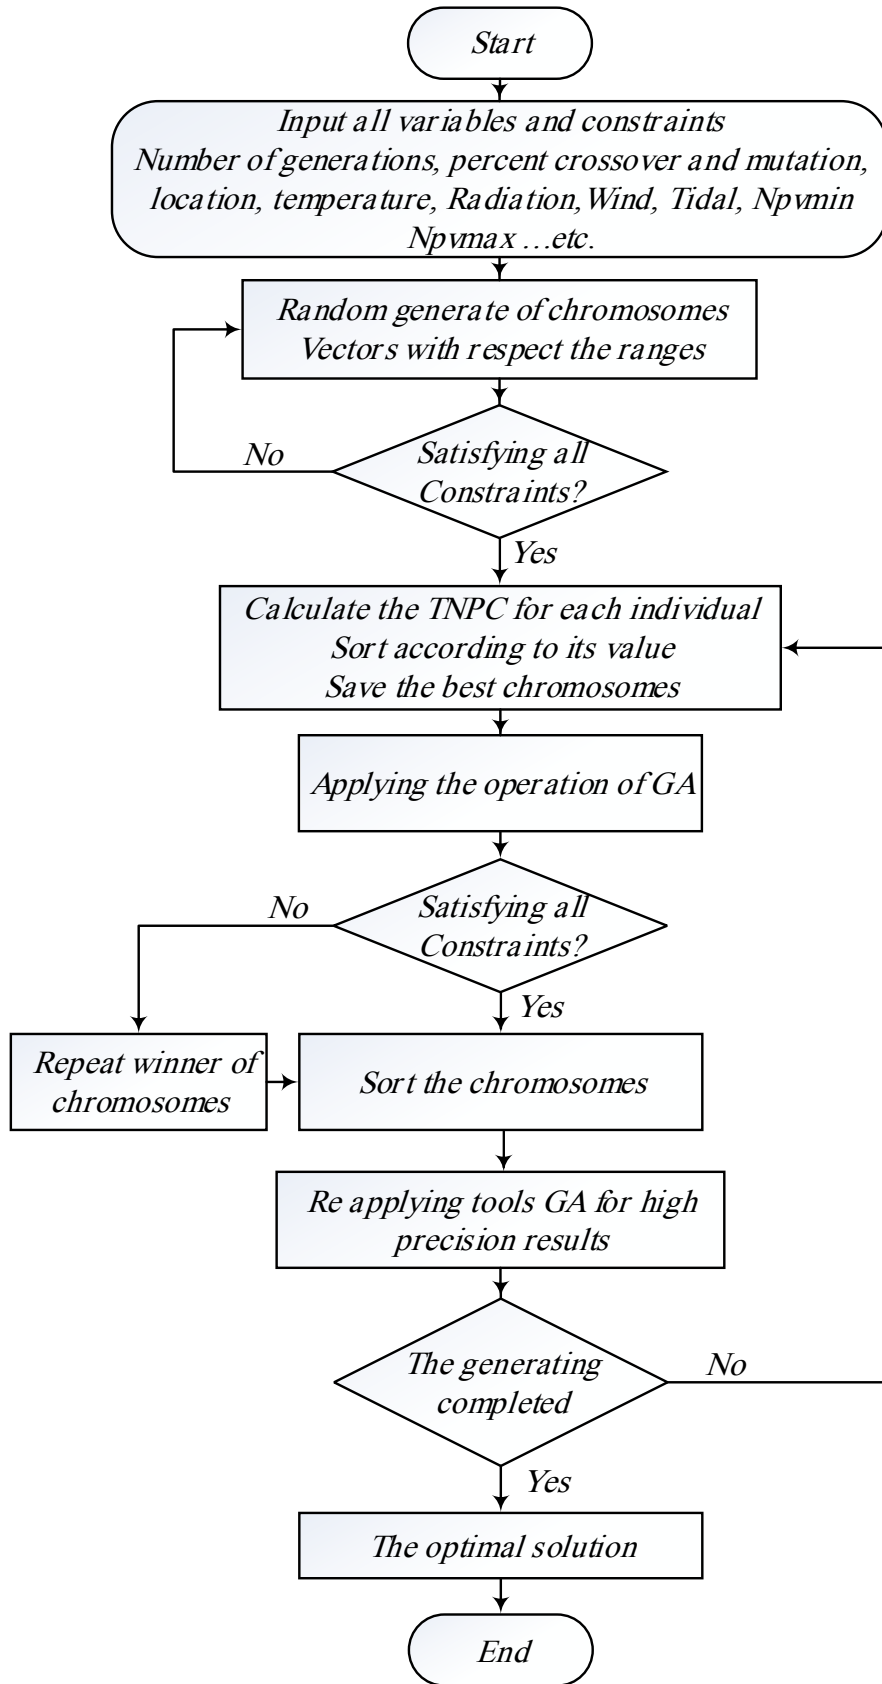 Start
Input all variables and constraints
Number of generations, percent crossover and mutation,
location, temperature, Radiation, Wind, Tidal, Npvmin
Npvmax ...etc.
Random generate of chromosomes
Vectors with respect the ranges
No
Satisfying all
Constraints?
Yes
Calculate the TNPC for each individual
Sort according to its value
Save the best chromosomes
Applying the operation of GA
No
Satisfying all
Constraints?
Yes
Repeat winner of
chromosomes
Sort the chromosomes
Re applying tools GA for high
precision results
The generating
completed
No
Yes
The optimal solution
End